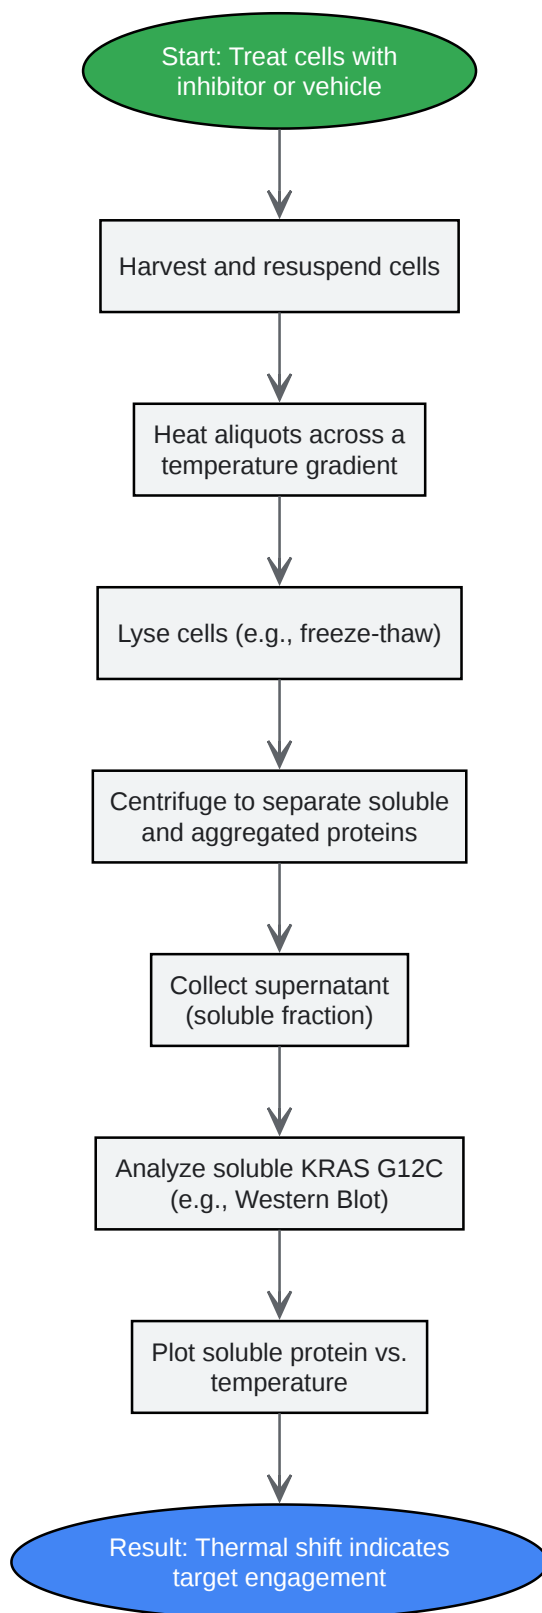 Start: Treat cells with
inhibitor or vehicle
Harvest and resuspend cells
Heat aliquots across a
temperature gradient
Lyse cells (e.g., freeze-thaw)
Centrifuge to separate soluble
and aggregated proteins
Collect supernatant
(soluble fraction)
Analyze soluble KRAS G12C
(e.g., Western Blot)
Plot soluble protein vs.
temperature
Result: Thermal shift indicates
target engagement